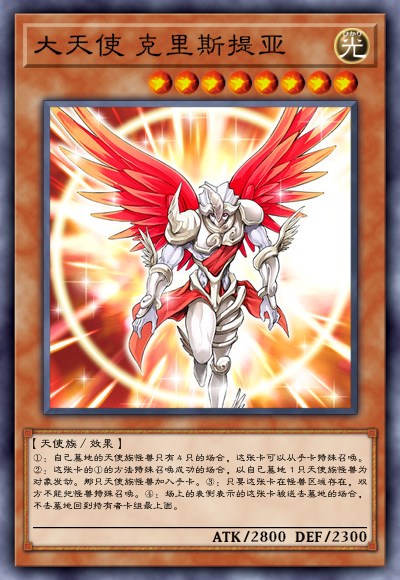 大天使 克里斯提亚
光
ひかり
【天使族/效果】
①：自己墓地的天使族怪兽只有4只的场合，这张卡可以从手卡特殊召唤。
②：这张卡的①的方法特殊召唤成功的场合，以自己墓地1只天使族怪兽为
对象发动。那只天使族怪兽加入手卡。③：只要这张卡在怪兽区域存在，双
方不能把怪兽特殊召唤。④：场上的表侧表示的这张卡被送去墓地的场合，
不去墓地回到持有者卡组最上面。
ATK/2800 DEF/2300